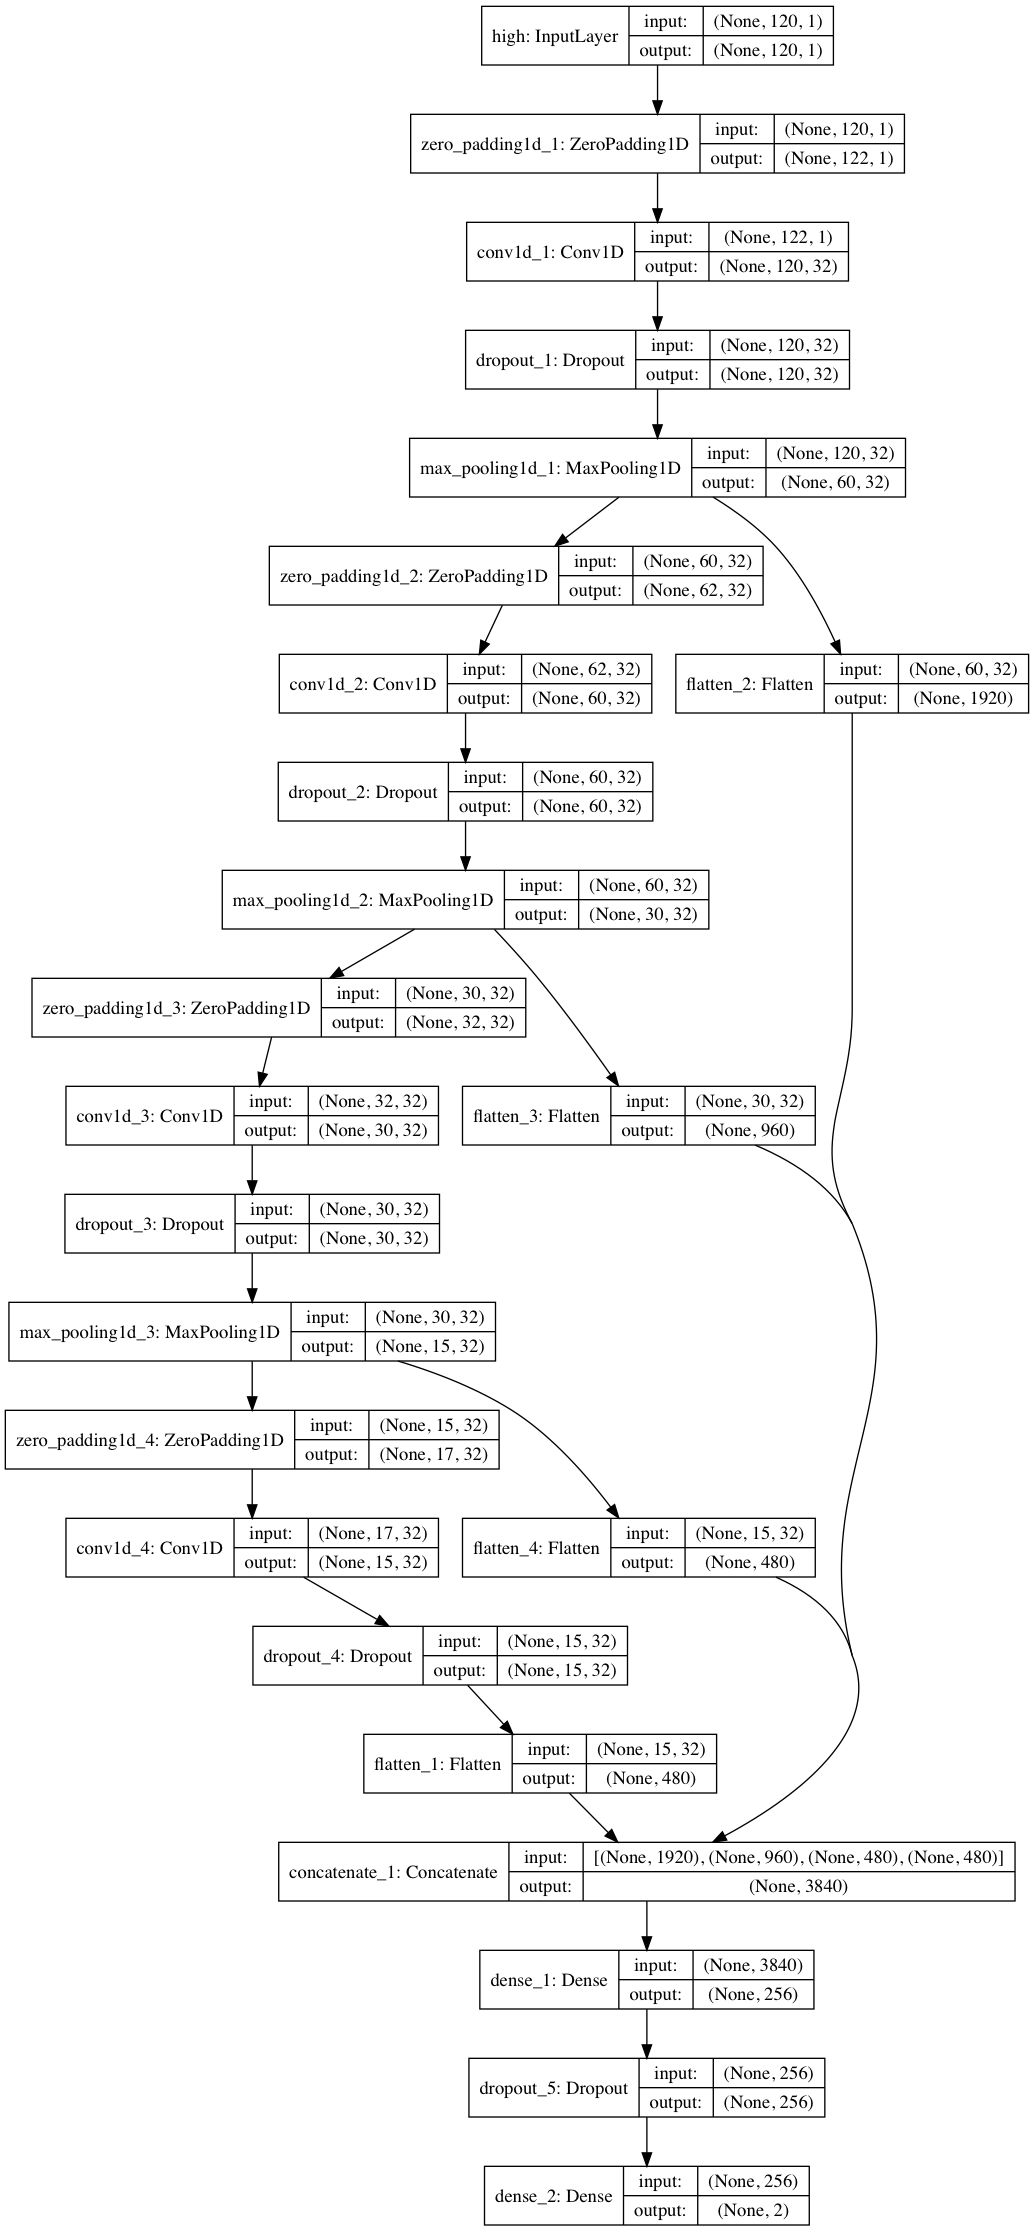 high: InputLayer
input: (None, 120, 1)
output: (None, 120, 1)
zero_padding1d_1: ZeroPadding1D
input: (None, 120, 1)
output: (None, 122, 1)
conv1d_1: Conv1D
input: (None, 122, 1)
output: (None, 120, 32)
dropout_1: Dropout
input: (None, 120, 32)
output: (None, 120, 32)
max_pooling1d_1: MaxPooling1D
input: (None, 120, 32)
output: (None, 60, 32)
zero_padding1d_2: ZeroPadding1D
input: (None, 60, 32)
output: (None, 62, 32)
conv1d_2: Conv1D
input: (None, 62, 32)
output: (None, 60, 32)
flatten_2: Flatten
input: (None, 60, 32)
output: (None, 1920)
dropout_2: Dropout
input: (None, 60, 32)
output: (None, 60, 32)
max_pooling1d_2: MaxPooling1D
input: (None, 60, 32)
output: (None, 30, 32)
zero_padding1d_3: ZeroPadding1D
input: (None, 30, 32)
output: (None, 32, 32)
conv1d_3: Conv1D
input: (None, 32, 32)
output: (None, 30, 32)
flatten_3: Flatten
input: (None, 30, 32)
output: (None, 960)
dropout_3: Dropout
input: (None, 30, 32)
output: (None, 30, 32)
max_pooling1d_3: MaxPooling1D
input: (None, 30, 32)
output: (None, 15, 32)
zero_padding1d_4: ZeroPadding1D
input: (None, 15, 32)
output: (None, 17, 32)
conv1d_4: Conv1D
input: (None, 17, 32)
output: (None, 15, 32)
flatten_4: Flatten
input: (None, 15, 32)
output: (None, 480)
dropout_4: Dropout
input: (None, 15, 32)
output: (None, 15, 32)
flatten_1: Flatten
input: (None, 15, 32)
output: (None, 480)
concatenate_1: Concatenate
input: [(None, 1920), (None, 960), (None, 480), (None, 480)]
output: (None, 3840)
dense_1: Dense
input: (None, 3840)
output: (None, 256)
dropout_5: Dropout
input: (None, 256)
output: (None, 256)
dense_2: Dense
input: (None, 256)
output: (None, 2)